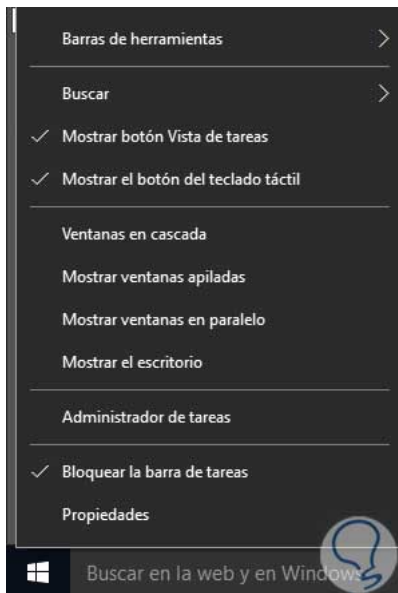 Barras de herramientas
Buscar
Mostrar botón Vista de tareas
Mostrar el botón del teclado táctil
Ventanas en cascada
Mostrar ventanas apiladas
Mostrar ventanas en paralelo
Mostrar el escritorio
Administrador de tareas
Bloquear la barra de tareas
Propiedades
Buscar en la web y en Windows